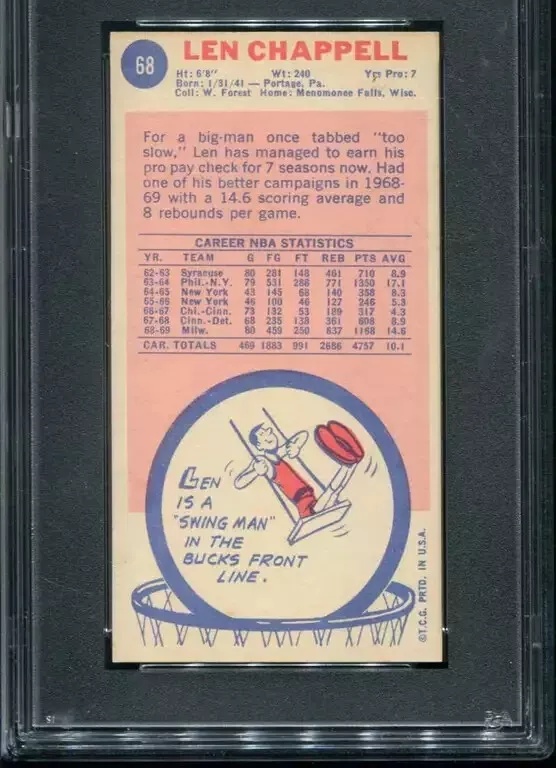 68
LEN CHAPPELL
Ht: 6'8" Wt: 240 Yrs Pro: 7
Born: 1/31/41 — Portage, Pa.
Coll: W. Forest Home: Menomonee Falls, Wisc.
For a big-man once tabbed "too
slow," Len has managed to earn his
pro pay check for 7 seasons now. Had
one of his better campaigns in 1968-
69 with a 14.6 scoring average and
8 rebounds per game.
CAREER NBA STATISTICS
YR. TEAM G FG FT REB PTS AVG
62-63 Syracuse 80 281 148 461 710 8.9
63-64 Phil.-N.Y. 79 531 288 771 1350 17.1
64-65 New York 43 145 68 140 358 8.3
65-66 New York 46 100 46 127 246 5.3
66-67 Chi.-Cinn. 73 132 53 189 317 4.3
67-68 Cinn.-Det. 68 235 138 361 608 8.9
68-69 Milw. 80 459 250 637 1168 14.6
CAR. TOTALS 469 1883 991 2686 4757 10.1
LEN
IS A
"SWING MAN"
IN THE
BUCKS FRONT
LINE.
©T.C.G. PRTD. IN U.S.A.